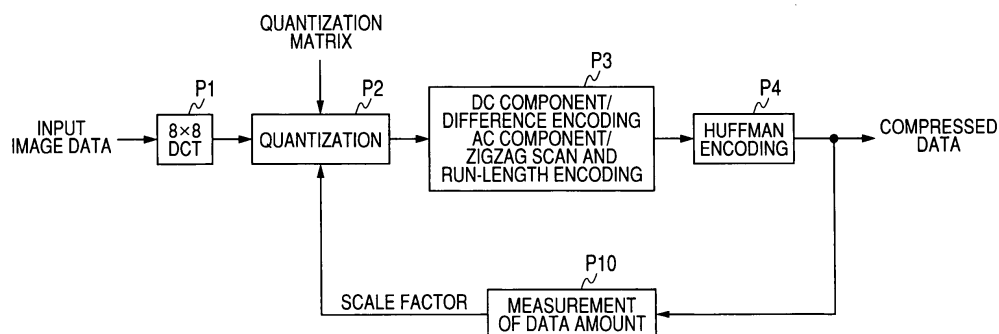 QUANTIZATION
MATRIX
P1
P2
P3
P4
INPUT
IMAGE DATA
8×8
DCT
QUANTIZATION
DC COMPONENT/
DIFFERENCE ENCODING
AC COMPONENT/
ZIGZAG SCAN AND
RUN-LENGTH ENCODING
HUFFMAN
ENCODING
COMPRESSED
DATA
P10
SCALE FACTOR
MEASUREMENT
OF DATA AMOUNT